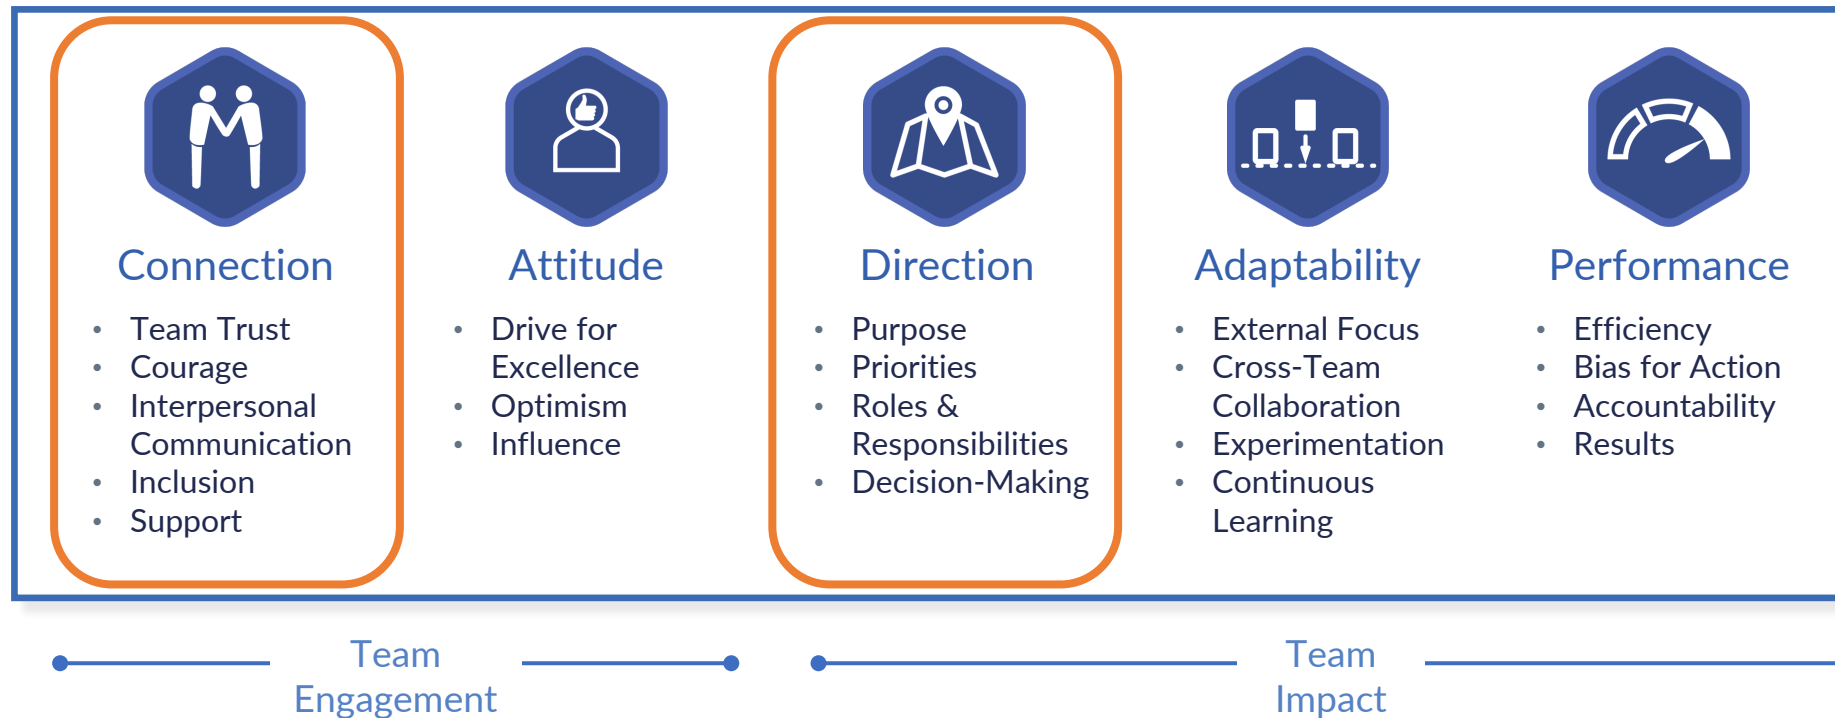 Connection
• Team Trust
• Courage
• Interpersonal
Communication
• Inclusion
• Support
Attitude
• Drive for
Excellence
• Optimism
• Influence
Direction
• Purpose
• Priorities
• Roles &
Responsibilities
• Decision-Making
Adaptability
• External Focus
• Cross-Team
Collaboration
• Experimentation
• Continuous
Learning
Performance
• Efficiency
• Bias for Action
• Accountability
• Results
Team
Engagement
Team
Impact